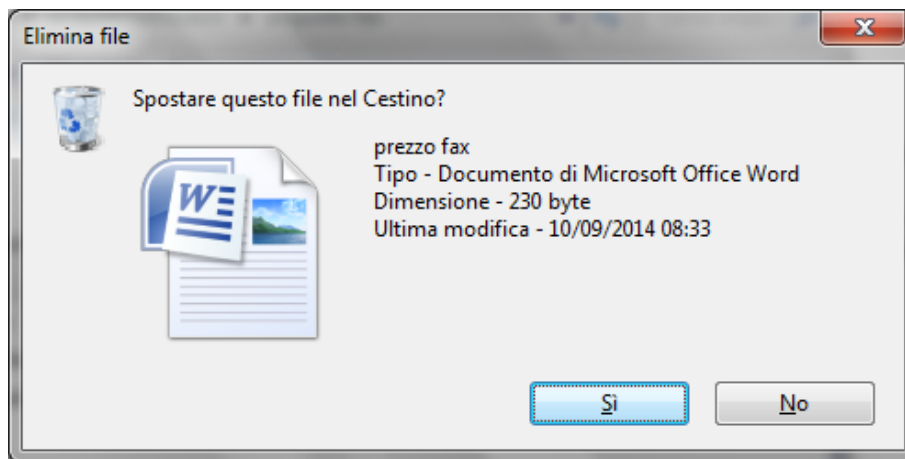 Elimina file
Spostare questo file nel Cestino?
prezzo fax
Tipo - Documento di Microsoft Office Word
Dimensione - 230 byte
Ultima modifica - 10/09/2014 08:33
Sì
No